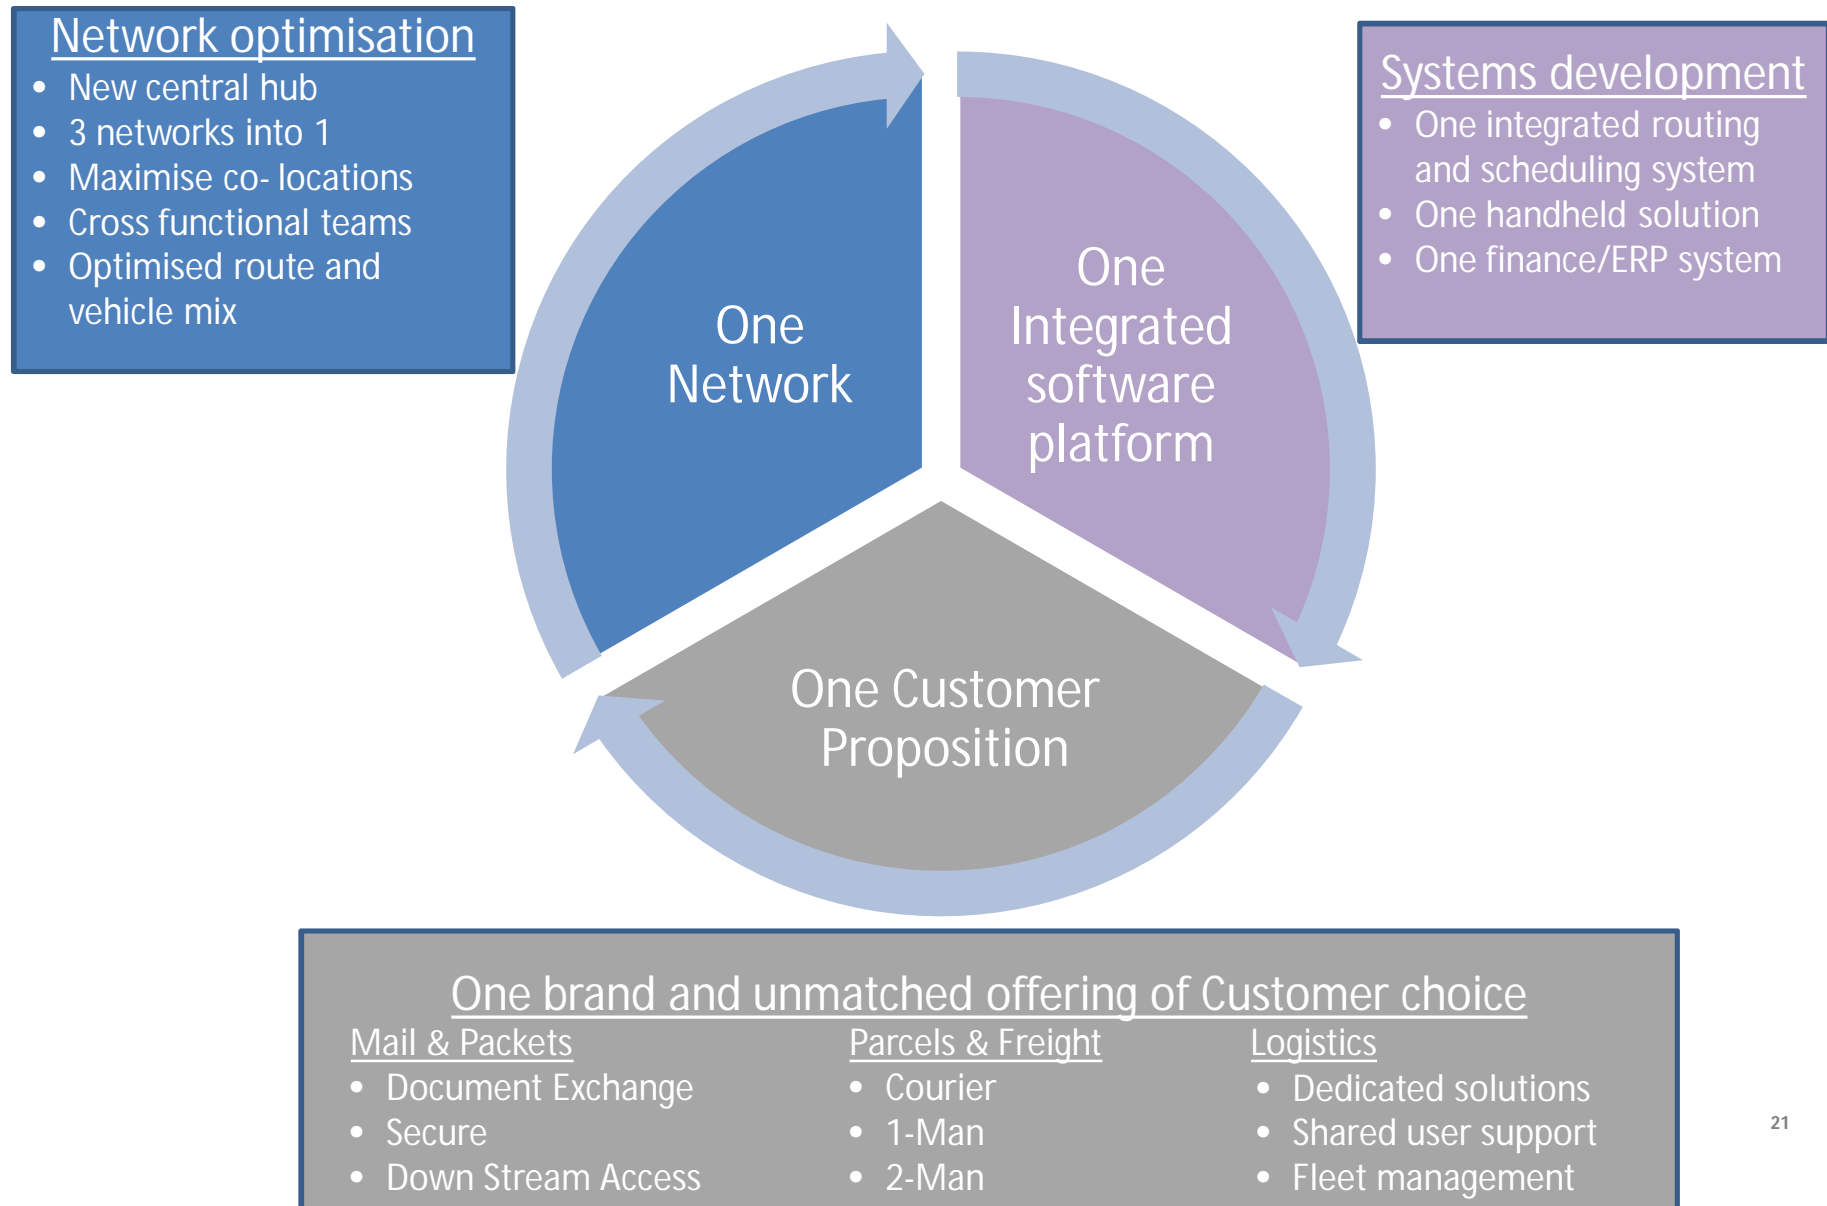 Network optimisation
• New central hub
• 3 networks into 1
• Maximise co- locations
• Cross functional teams
• Optimised route and
vehicle mix
Systems development
• One integrated routing
and scheduling system
• One handheld solution
• One finance/ERP system
One
Network
One
Integrated
software
platform
One Customer
Proposition
One brand and unmatched offering of Customer choice
Mail & Packets
• Document Exchange
• Secure
• Down Stream Access
Parcels & Freight
• Courier
• 1-Man
• 2-Man
Logistics
• Dedicated solutions
• Shared user support
• Fleet management
21